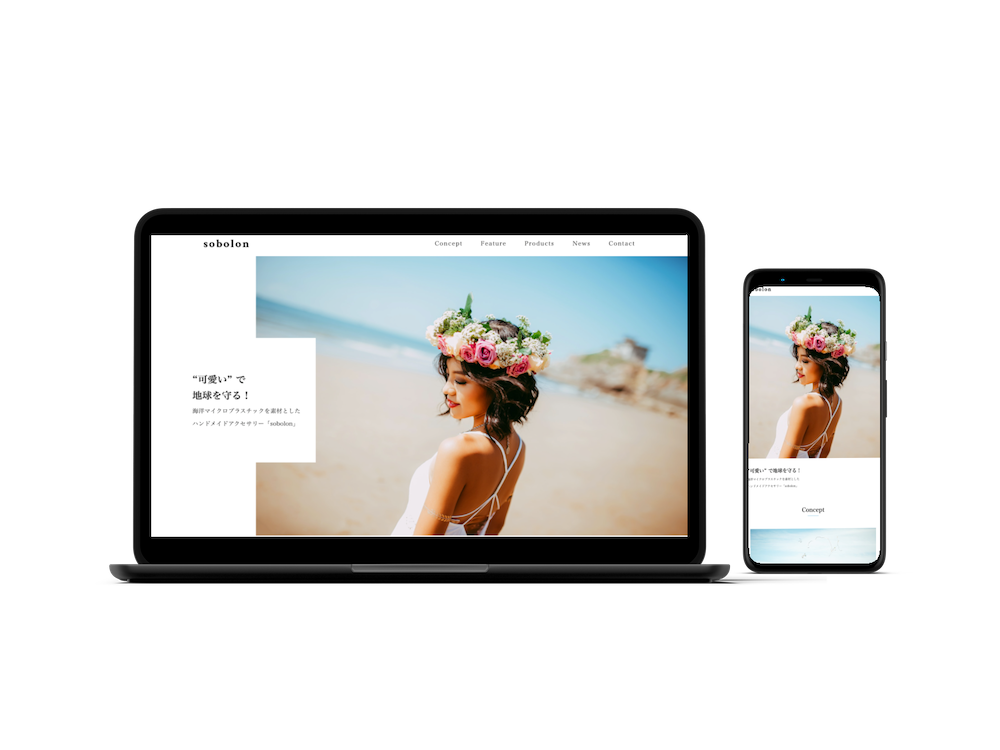 sobolon
Concept Feature Products News Contact
“可愛い” で
地球を守る！
海洋マイクロプラスチックを素材とした
ハンドメイドアクセサリー「sobolon」
“可愛い” で地球を守る！
Concept